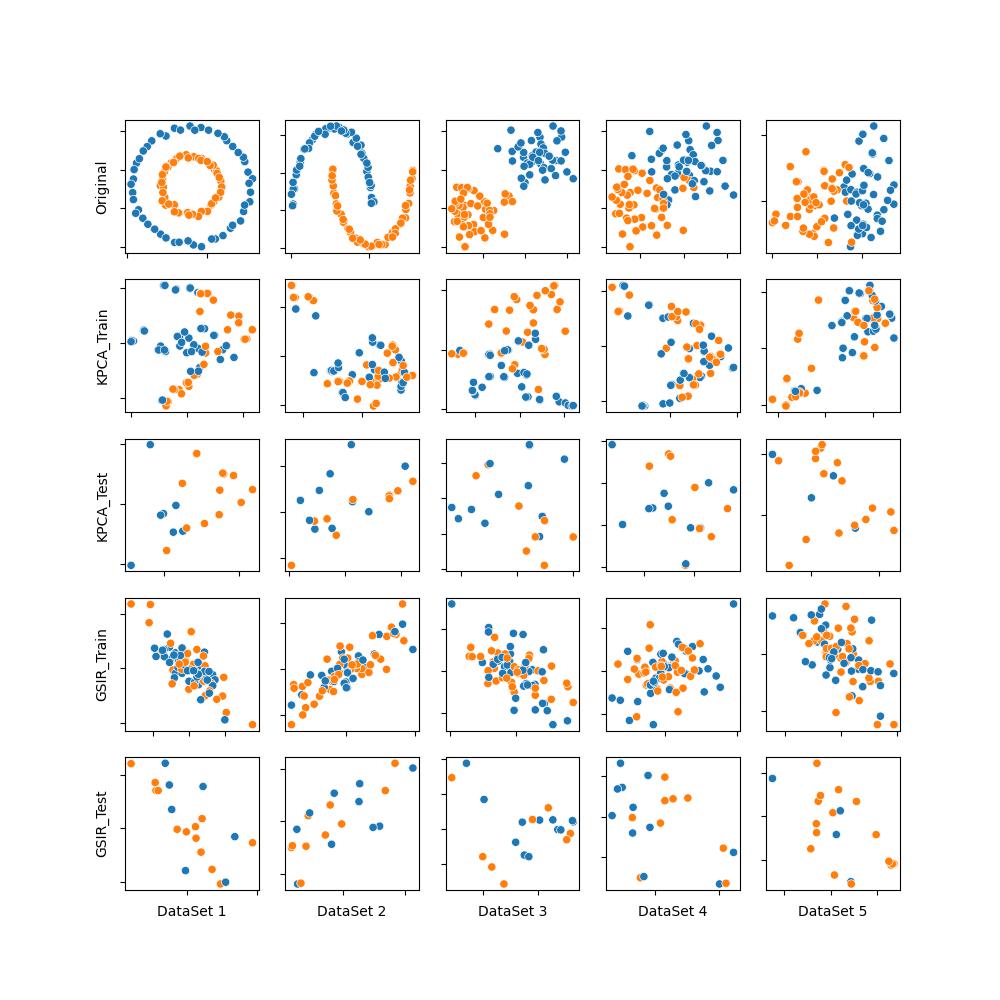 Original
KPCA_Train
KPCA_Test
GSIR_Train
GSIR_Test
DataSet 1
DataSet 2
DataSet 3
DataSet 4
DataSet 5